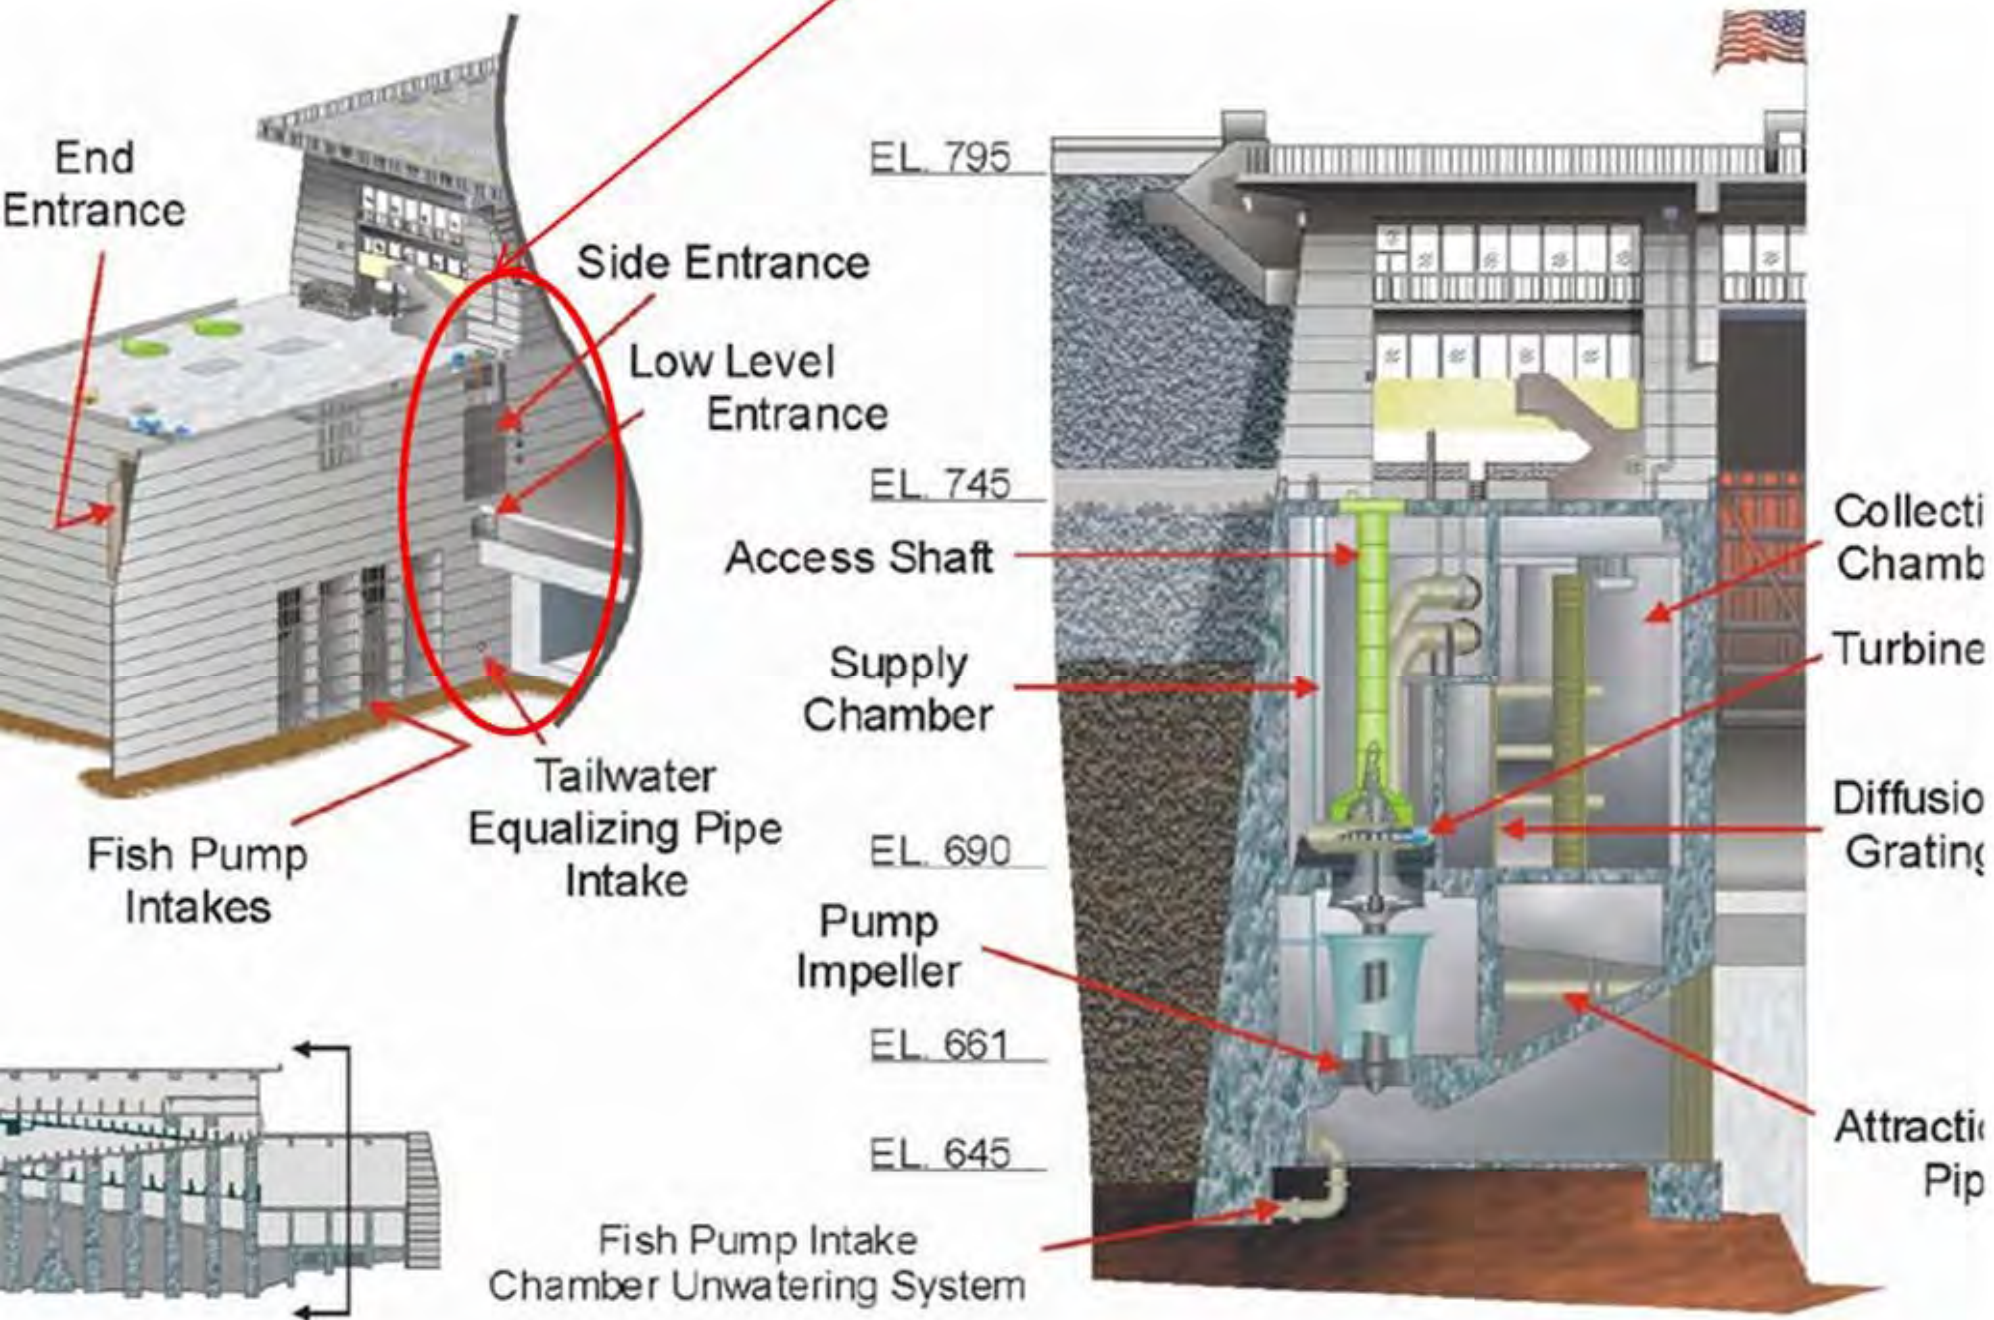 End
Entrance
Side Entrance
Low Level
Entrance
Tailwater
Equalizing Pipe
Intake
Fish Pump
Intakes
EL. 795
EL. 745
Access Shaft
Supply
Chamber
EL. 690
Pump
Impeller
EL. 661
EL. 645
Fish Pump Intake
Chamber Unwatering System
Collecti
Chamb
Turbine
Diffusio
Grating
Attractio
Pip